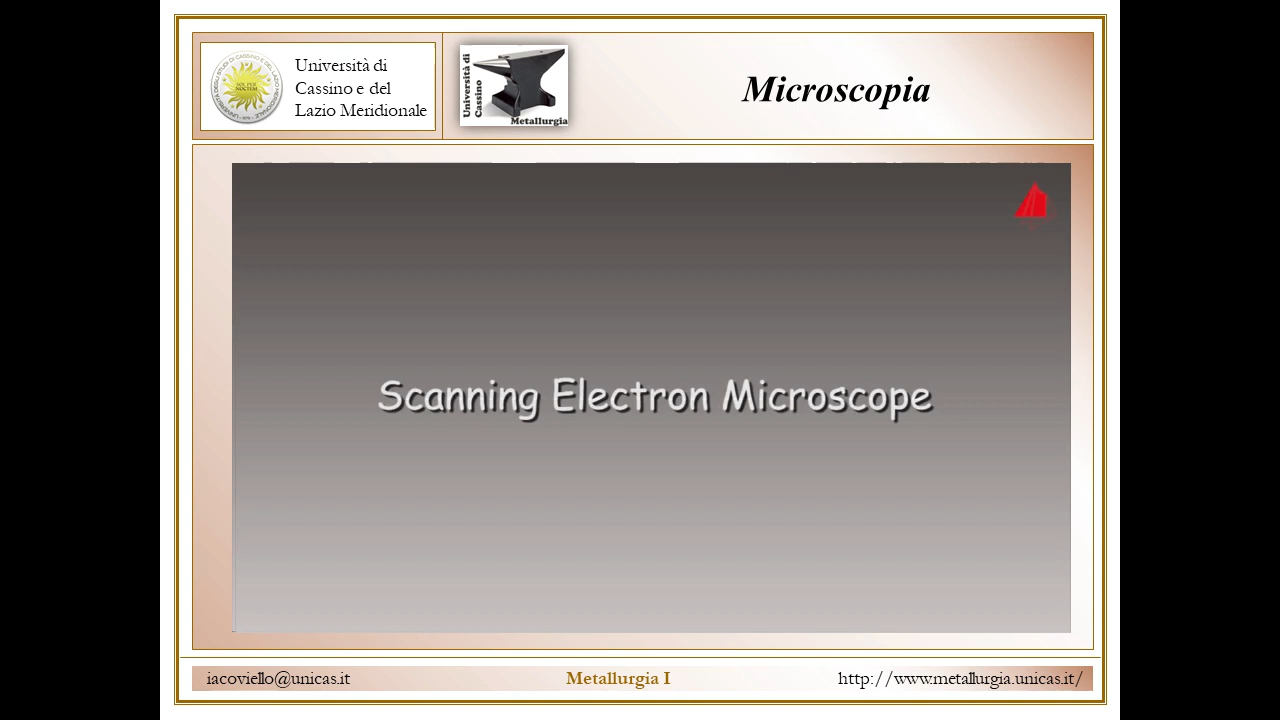 Università di
Cassino e del
Lazio Meridionale
Università di
Cassino
Metallurgia
Microscopia
Scanning Electron Microscope
iacoviello@unicas.it
Metallurgia I
http://www.metallurgia.unicas.it/